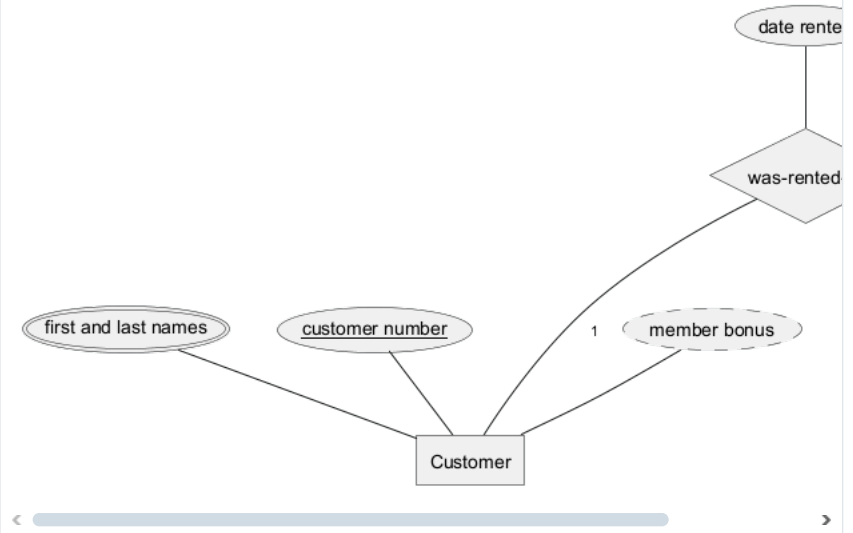 date rente
was-rented-
first and last names
customer number
1
member bonus
Customer